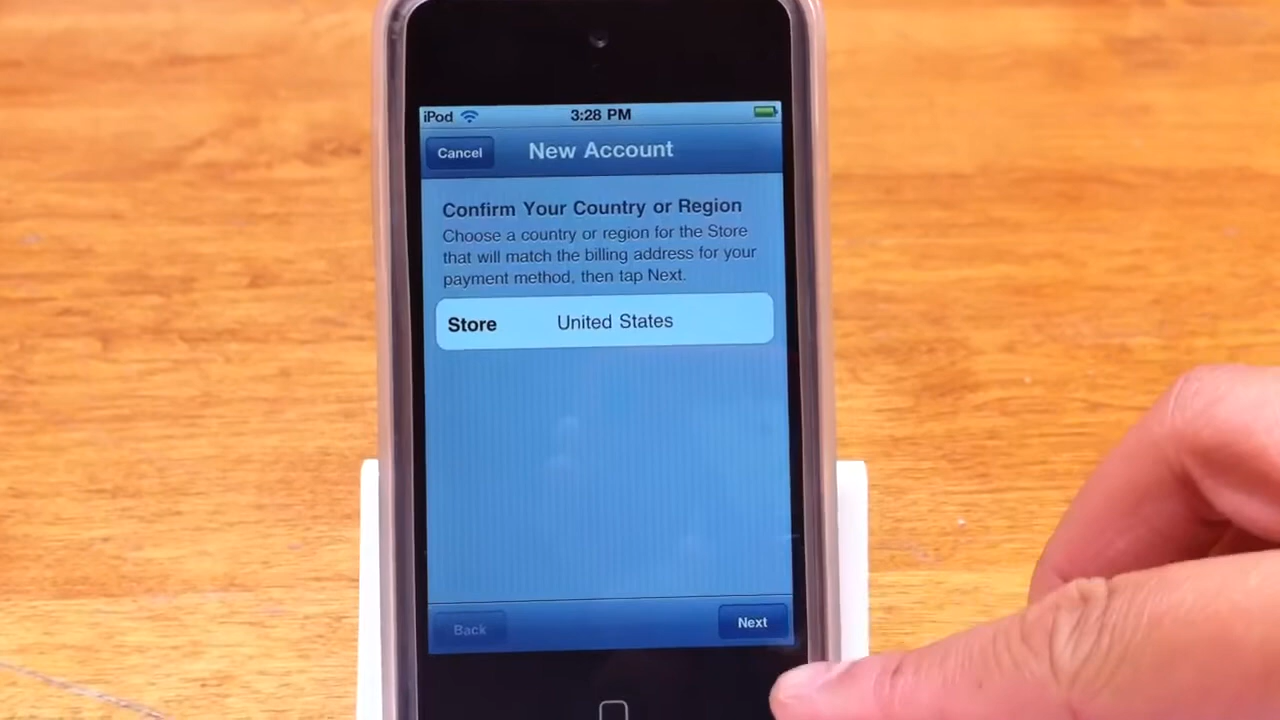 iPod 3:28 PM
Cancel New Account
Confirm Your Country or Region
Choose a country or region for the Store
that will match the billing address for your
payment method, then tap Next.
Store United States
Back Next